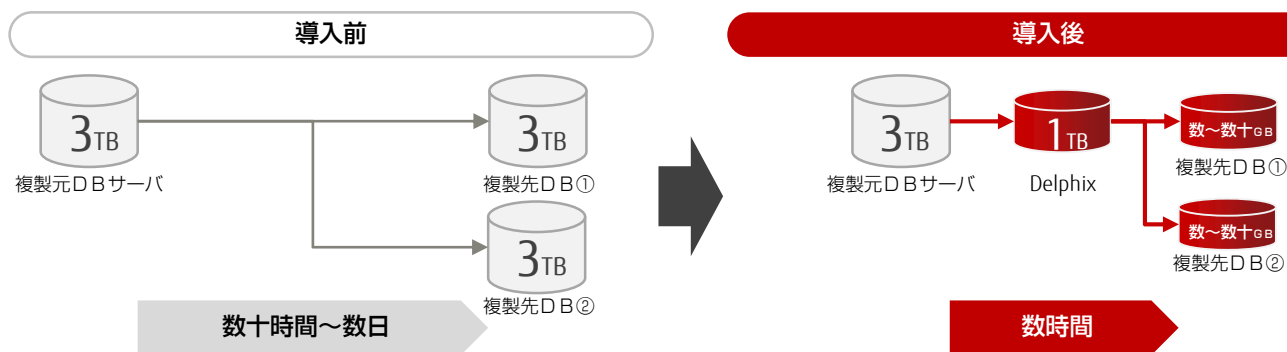 導入前
3TB
複製元DBサーバ
3TB
複製先DB①
3TB
複製先DB②
数十時間~数日
導入後
3TB
複製元DBサーバ
1TB
Delphix
数~数十GB
複製先DB①
数~数十GB
複製先DB②
数時間